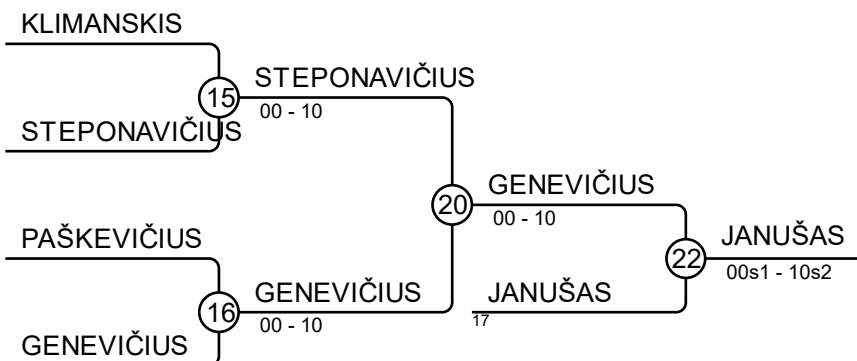 KLIMANSKIS
15
STEPONAVIČIUS
00 - 10
STEPONAVIČIUS
20
GENEVIČIUS
00 - 10
PAŠKEVIČIUS
22
JANUŠAS
00s1 - 10s2
16
GENEVIČIUS
00 - 10
JANUŠAS
17
GENEVIČIUS